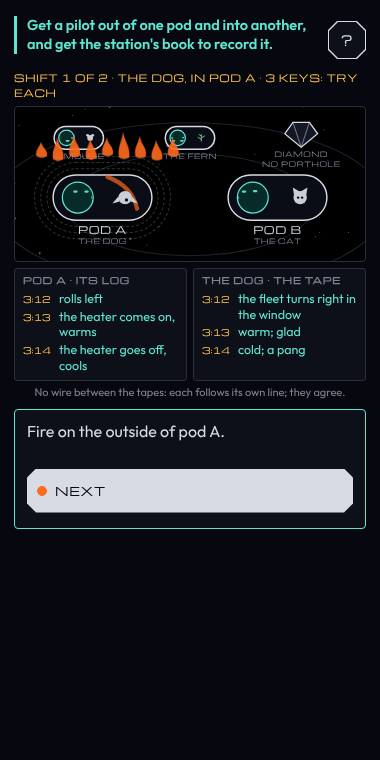 Get a pilot out of one pod and into another,
and get the station's book to record it.
?
SHIFT 1 OF 2 · THE DOG, IN POD A · 3 KEYS: TRY
EACH
MOUSE
THE FERN
DIAMOND
NO PORTHOLE
POD A
THE DOG
POD B
THE CAT
POD A · ITS LOG
3:12 rolls left
3:13 the heater comes on,
warms
3:14 the heater goes off,
cools
THE DOG · THE TAPE
3:12 the fleet turns right in
the window
3:13 warm; glad
3:14 cold; a pang
No wire between the tapes: each follows its own line; they agree.
Fire on the outside of pod A.
NEXT